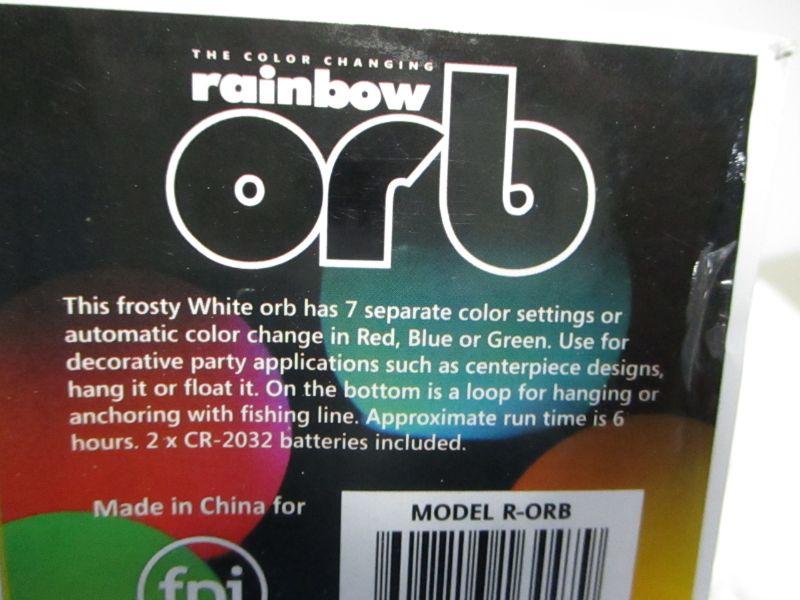 THE COLOR CHANGING
rainbow
orb
This frosty White orb has 7 separate color settings or
automatic color change in Red, Blue or Green. Use for
decorative party applications such as centerpiece designs,
hang it or float it. On the bottom is a loop for hanging or
anchoring with fishing line. Approximate run time is 6
hours. 2 x CR-2032 batteries included.
Made in China for
MODEL R-ORB
fpi